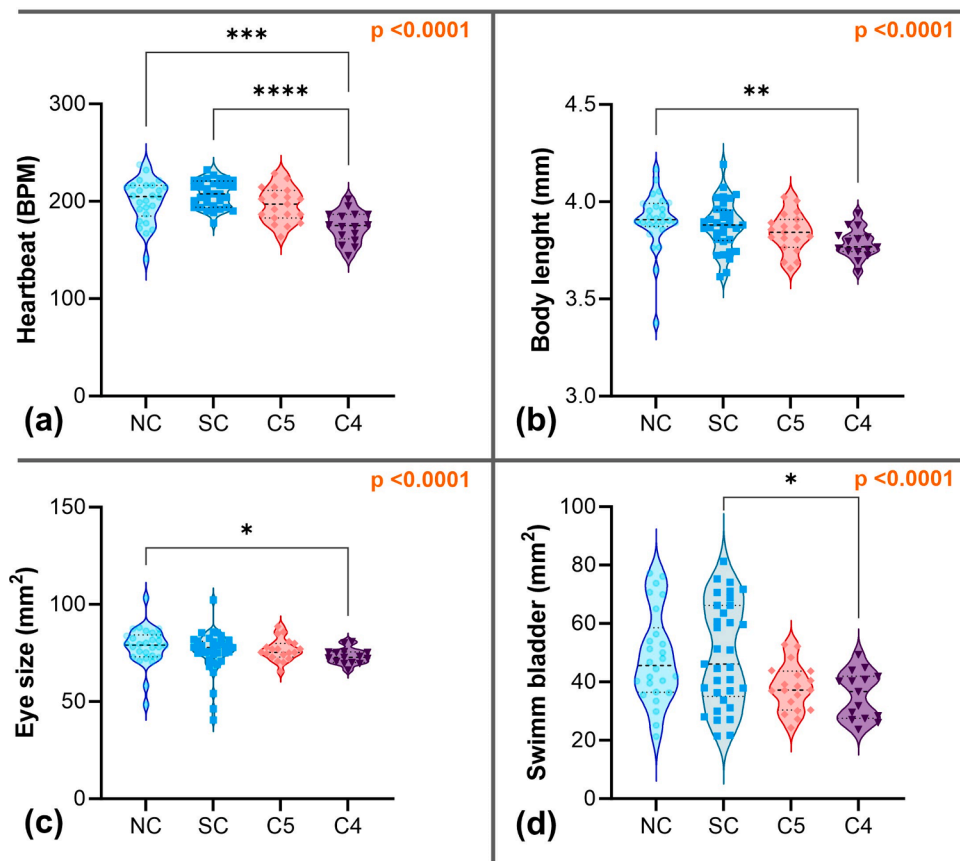 p <0.0001
***
****
Heartbeat (BPM)
300
200
100
0
NC SC C5 C4
(a)
p <0.0001
**
Body lenght (mm)
4.5
4.0
3.5
3.0
NC SC C5 C4
(b)
p <0.0001
*
Eye size (mm²)
150
100
50
0
NC SC C5 C4
(c)
p <0.0001
*
Swimm bladder (mm²)
100
80
60
40
20
0
NC SC C5 C4
(d)